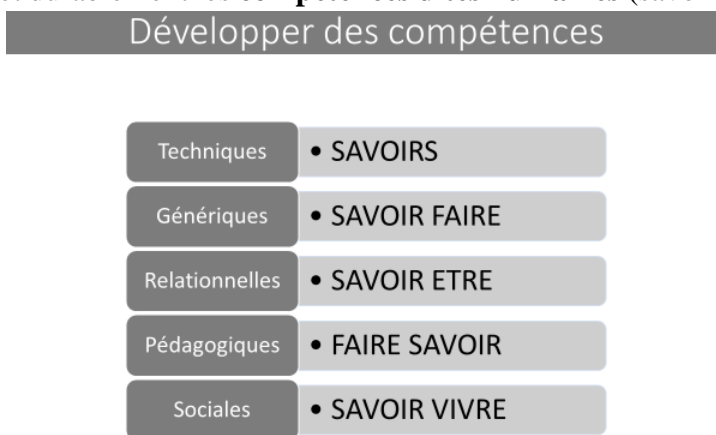 Développer des compétences
Techniques • SAVOIRS
Génériques • SAVOIR FAIRE
Relationnelles • SAVOIR ETRE
Pédagogiques • FAIRE SAVOIR
Sociales • SAVOIR VIVRE